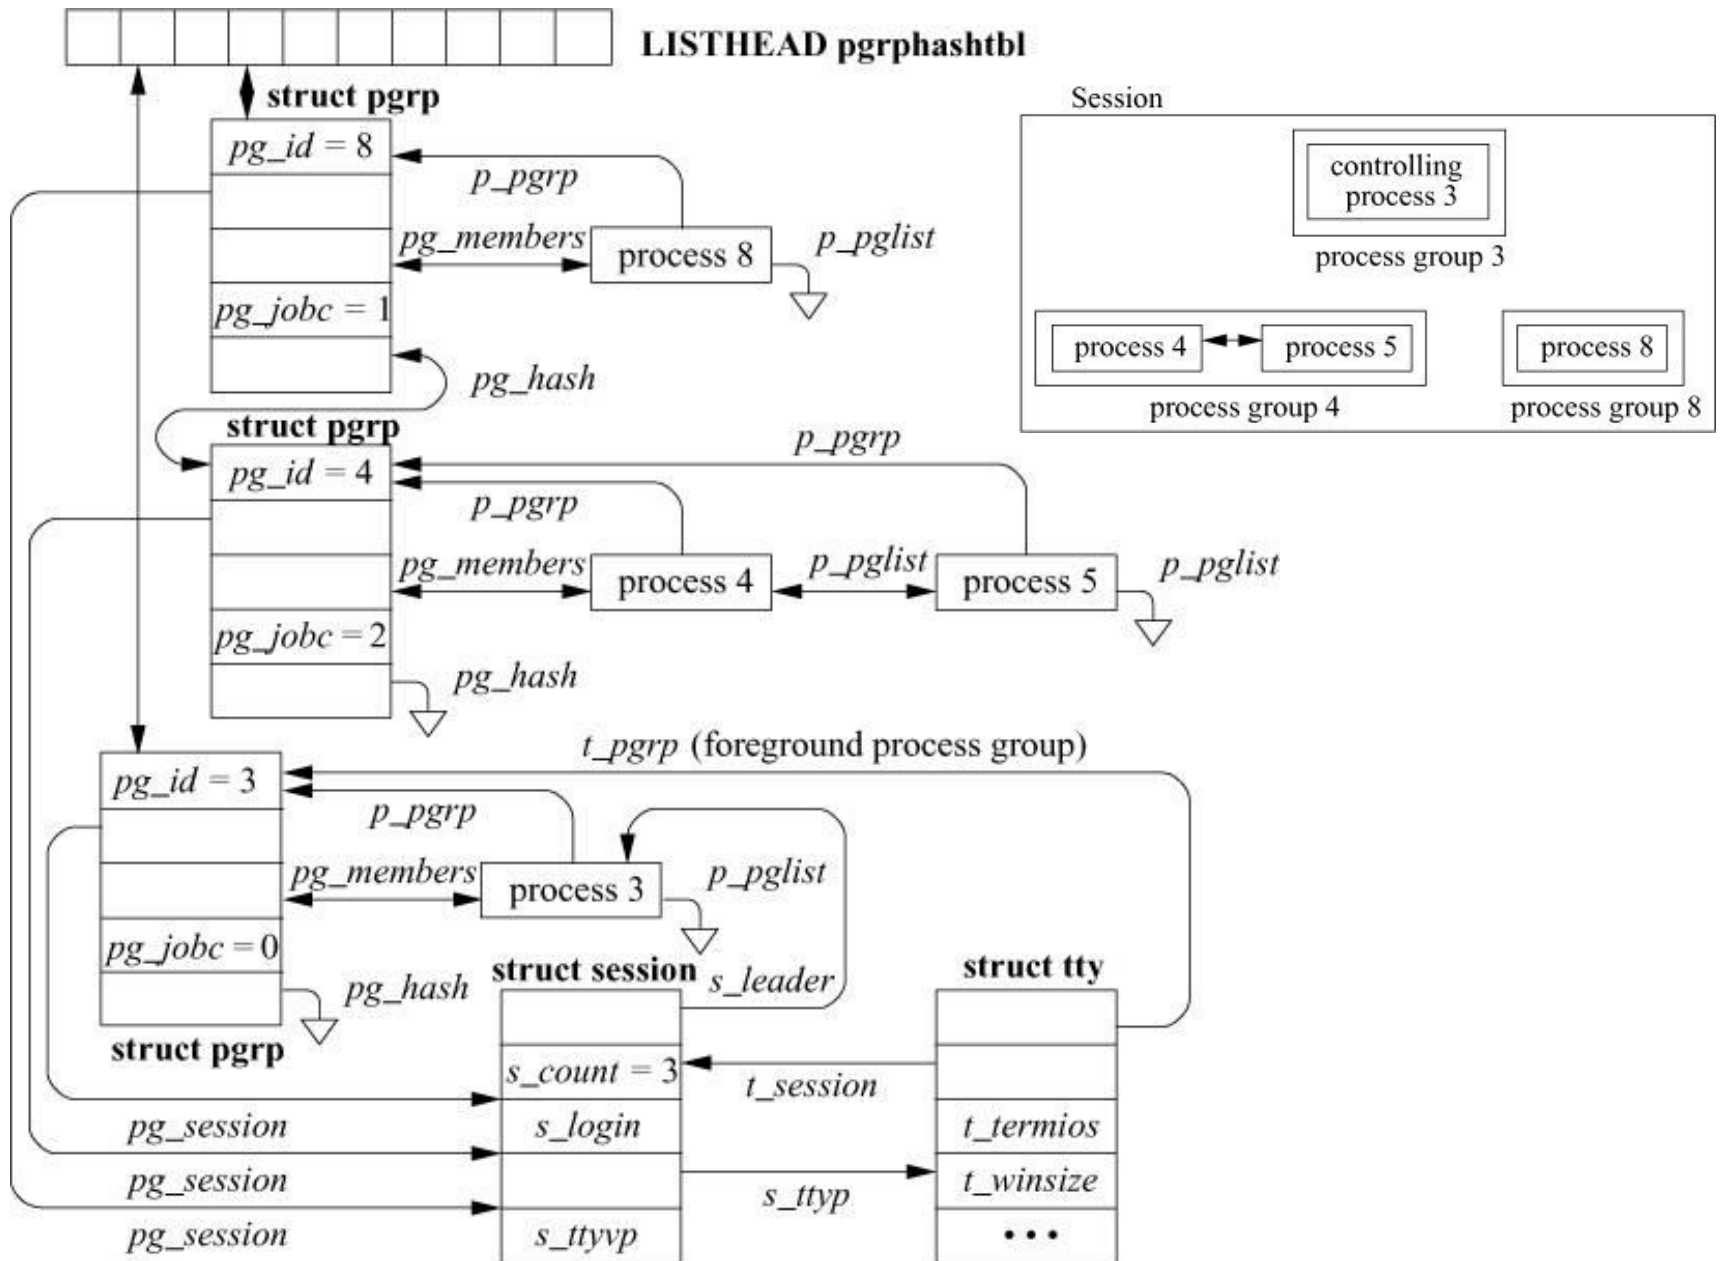 LISTHEAD pgrphashtbl
struct pgrp
pg_id = 8
p_pgrp
pg_members
process 8
p_pglist
pg_jobc = 1
pg_hash
Session
controlling
process 3
process group 3
process 4
process 5
process 8
process group 4
process group 8
struct pgrp
pg_id = 4
p_pgrp
p_pgrp
pg_members
process 4
p_pglist
process 5
p_pglist
pg_jobc = 2
pg_hash
t_pgrp (foreground process group)
pg_id = 3
p_pgrp
pg_members
process 3
p_pglist
pg_jobc = 0
pg_hash
struct pgrp
struct session
s_leader
struct tty
s_count = 3
t_session
pg_session
s_login
t_termios
pg_session
s_ttyp
t_winsize
pg_session
s_ttyvp
• • •